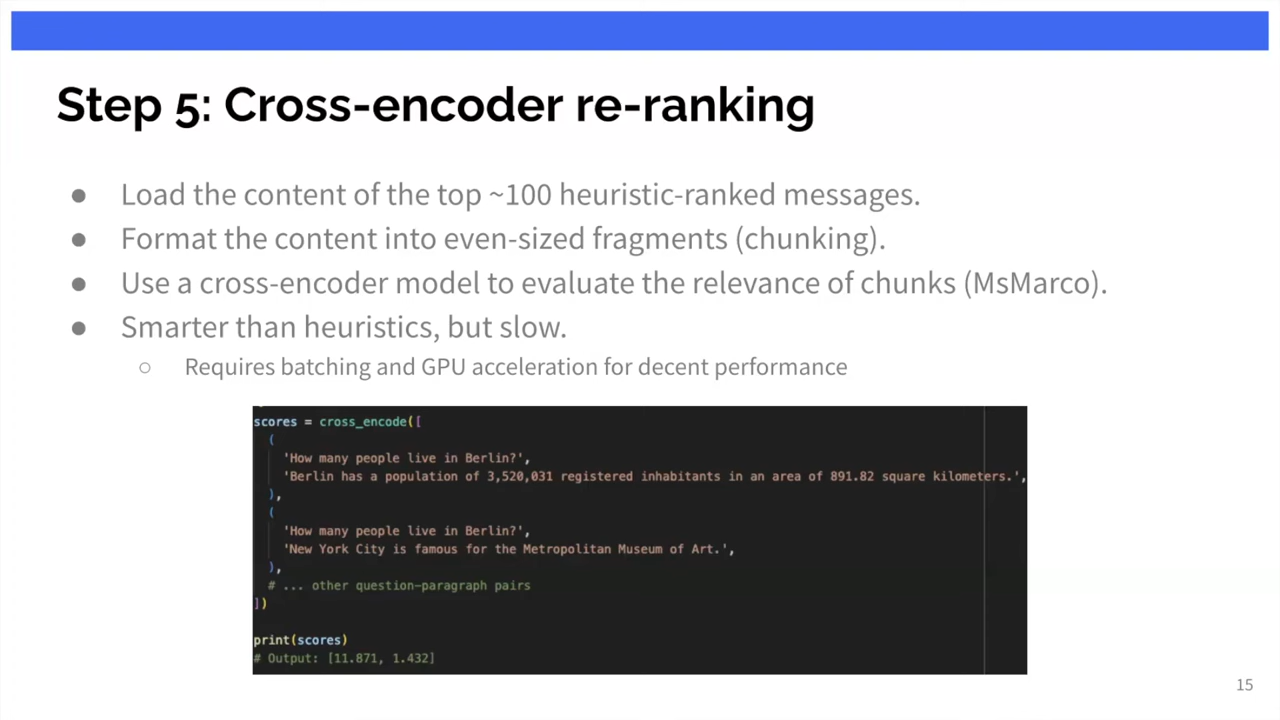 Step 5: Cross-encoder re-ranking
● Load the content of the top ~100 heuristic-ranked messages.
● Format the content into even-sized fragments (chunking).
● Use a cross-encoder model to evaluate the relevance of chunks (MsMarco).
● Smarter than heuristics, but slow.
○ Requires batching and GPU acceleration for decent performance
scores = cross_encode([
(
'How many people live in Berlin?',
'Berlin has a population of 3,520,031 registered inhabitants in an area of 891.82 square kilometers.',
),
(
'How many people live in Berlin?',
'New York City is famous for the Metropolitan Museum of Art.',
),
# ... other question-paragraph pairs
])
print(scores)
# Output: [11.871, 1.432]
15